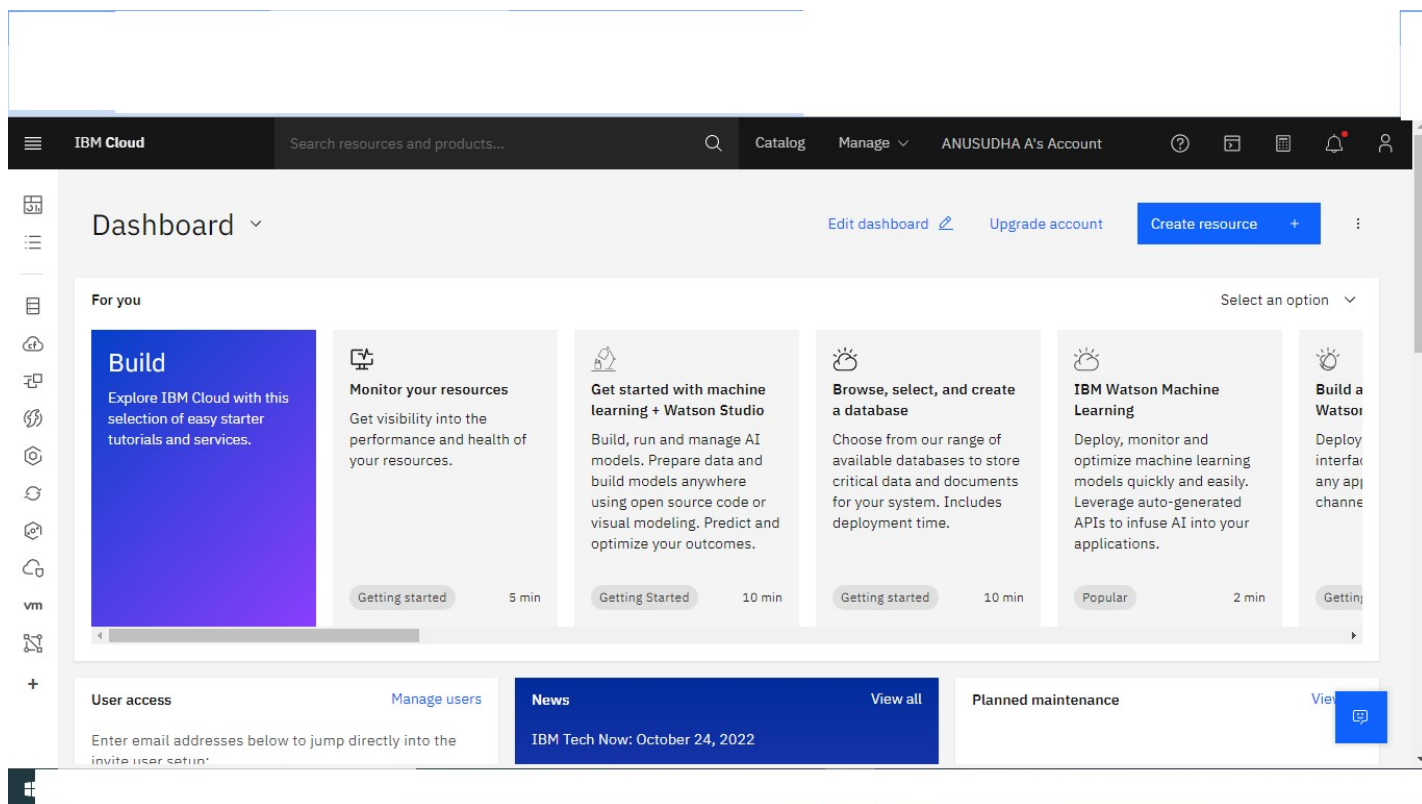 IBM Cloud
Search resources and products...
Catalog
Manage
ANUSUDHA A's Account
Dashboard
Edit dashboard
Upgrade account
Create resource +
For you
Select an option
Build
Explore IBM Cloud with this
selection of easy starter
tutorials and services.
Monitor your resources
Get visibility into the
performance and health of
your resources.
Getting started
5 min
Get started with machine
learning + Watson Studio
Build, run and manage AI
models. Prepare data and
build models anywhere
using open source code or
visual modeling. Predict and
optimize your outcomes.
Getting Started
10 min
Browse, select, and create
a database
Choose from our range of
available databases to store
critical data and documents
for your system. Includes
deployment time.
Getting started
10 min
IBM Watson Machine
Learning
Deploy, monitor and
optimize machine learning
models quickly and easily.
Leverage auto-generated
APIs to infuse AI into your
applications.
Popular
2 min
Build a
Deploy
any
cf
vm
+
User access
Manage users
Enter email addresses below to jump directly into the
invite user setup:
News
View all
IBM Tech Now: October 24, 2022
Planned maintenance